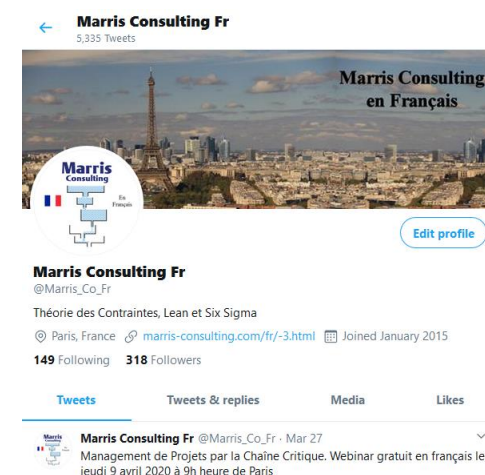 Marris Consulting Fr
5,335 Tweets
Marris Consulting
en Français
Marris
Consulting
En
Français
Edit profile
Marris Consulting Fr
@Marris_Co_Fr
Théorie des Contraintes, Lean et Six Sigma
Paris, France marris-consulting.com/fr/-3.html Joined January 2015
149 Following 318 Followers
Tweets Tweets & replies Media Likes
Marris Consulting Fr @Marris_Co_Fr · Mar 27
Management de Projets par la Chaîne Critique. Webinar gratuit en français le
jeudi 9 avril 2020 à 9h heure de Paris